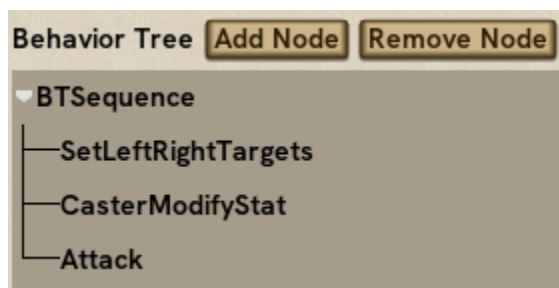 Behavior Tree Add Node Remove Node
BTSequence
SetLeftRightTargets
CasterModifyStat
Attack